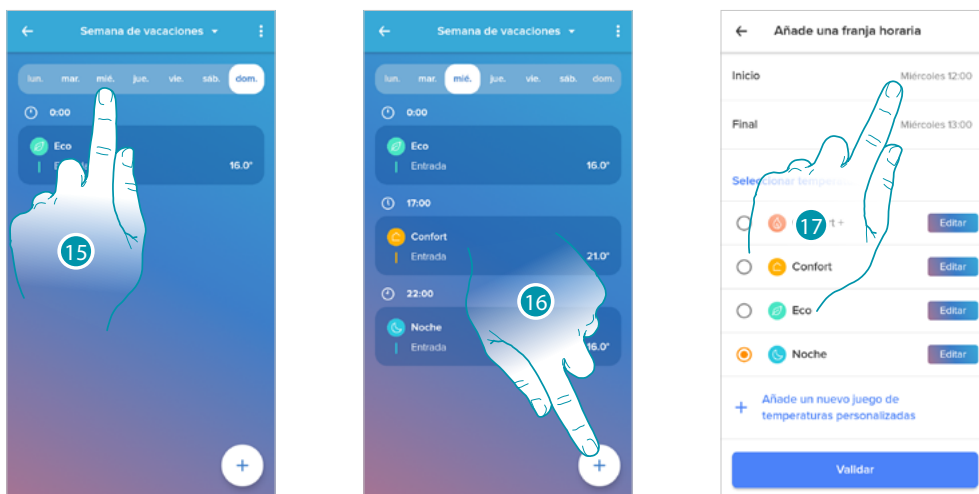 Semana de vacaciones
lun. mar. mié. jue. vie. sáb. dom.
0:00
Eco
16.0°
15
Semana de vacaciones
lun. mar. mié. jue. vie. sáb. dom.
0:00
Eco
Entrada 16.0°
17:00
Confort
Entrada 21.0°
22:00
Noche
Entrada 16.0°
16
Añade una franja horaria
Inicio Miércoles 12:00
Final Miércoles 13:00
Seleccionar
17
Editar
Confort Editar
Eco Editar
Noche Editar
Añade un nuevo juego de
temperaturas personalizadas
Validar